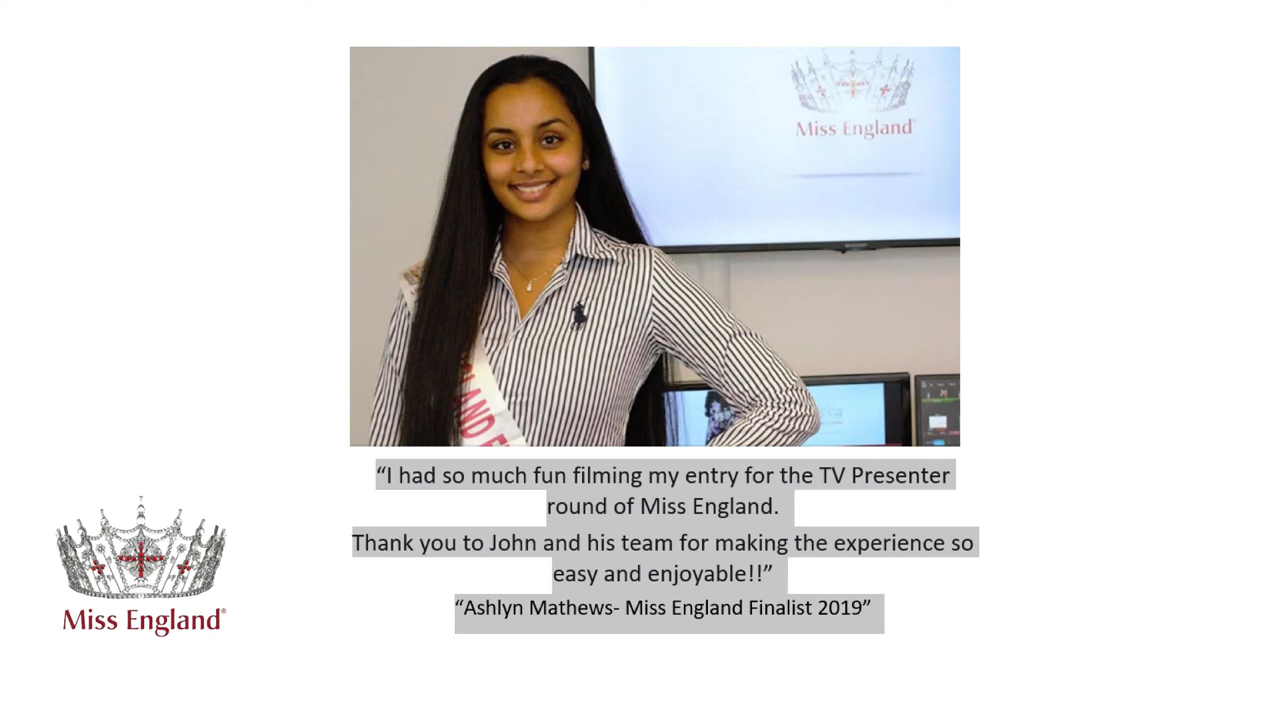 Miss England
SHARP
“I had so much fun filming my entry for the TV Presenter
round of Miss England.
Thank you to John and his team for making the experience so
easy and enjoyable!!”
“Ashlyn Mathews- Miss England Finalist 2019”
Miss England®